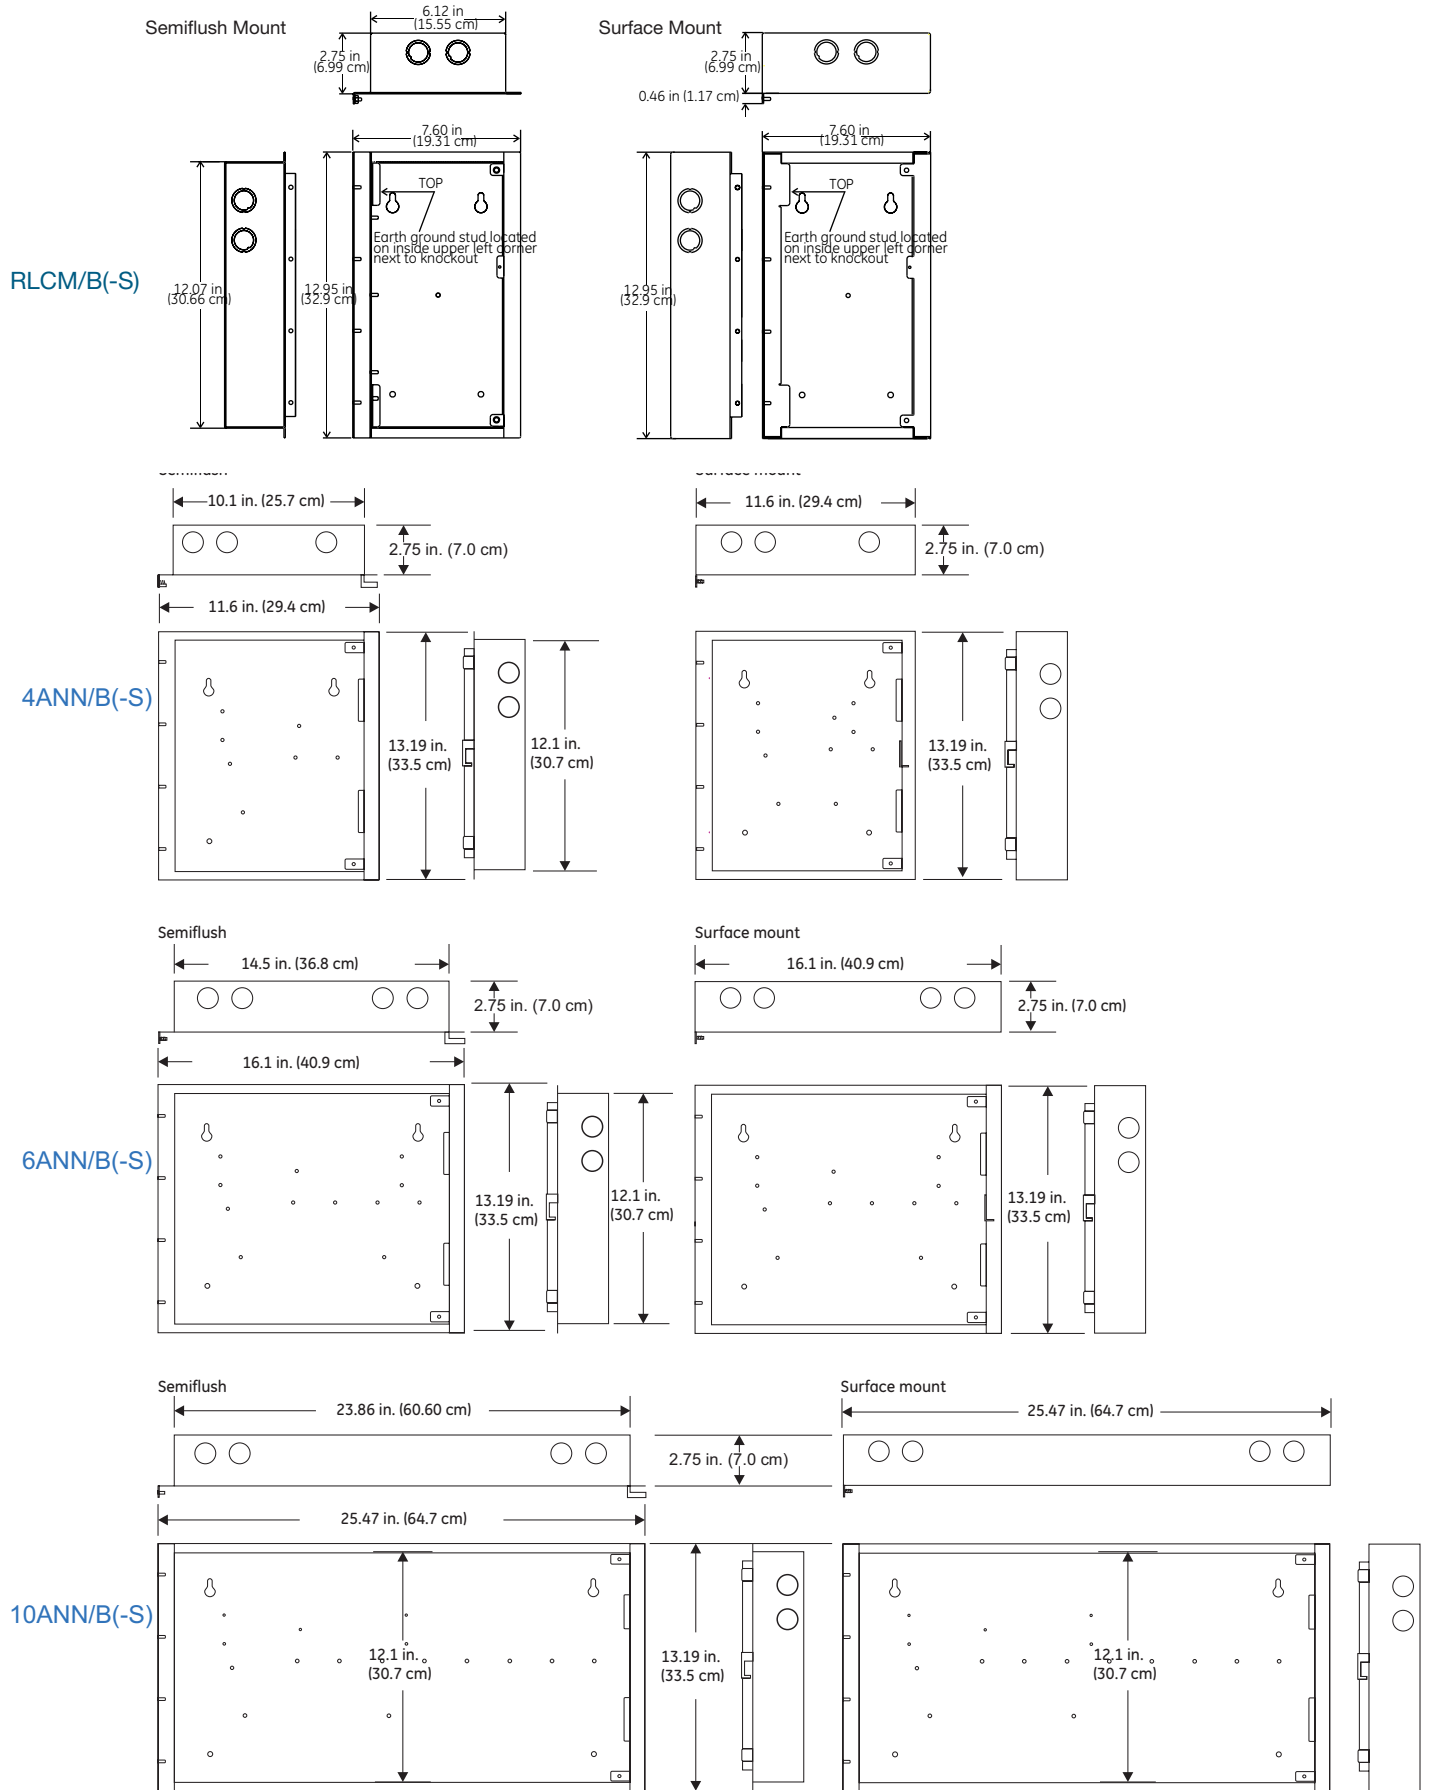 Semiflush Mount
6.12 in
(15.55 cm)
2.75 in
(6.99 cm)
Surface Mount
2.75 in
(6.99 cm)
0.46 in (1.17 cm)
RLCM/B(-S)
12.07 in
(30.66 cm)
12.95 in
(32.9 cm)
7.60 in
(19.31 cm)
TOP
Earth ground stud located
on inside upper left corner
next to knockout
12.95 in
(32.9 cm)
7.60 in
(19.31 cm)
TOP
Earth ground stud located
on inside upper left corner
next to knockout
Semiflush
10.1 in. (25.7 cm)
2.75 in. (7.0 cm)
11.6 in. (29.4 cm)
Surface mount
11.6 in. (29.4 cm)
2.75 in. (7.0 cm)
4ANN/B(-S)
13.19 in.
(33.5 cm)
12.1 in.
(30.7 cm)
13.19 in.
(33.5 cm)
Semiflush
14.5 in. (36.8 cm)
2.75 in. (7.0 cm)
16.1 in. (40.9 cm)
Surface mount
16.1 in. (40.9 cm)
2.75 in. (7.0 cm)
6ANN/B(-S)
13.19 in.
(33.5 cm)
12.1 in.
(30.7 cm)
13.19 in.
(33.5 cm)
Semiflush
23.86 in. (60.60 cm)
2.75 in. (7.0 cm)
25.47 in. (64.7 cm)
Surface mount
25.47 in. (64.7 cm)
10ANN/B(-S)
12.1 in.
(30.7 cm)
13.19 in.
(33.5 cm)
12.1 in.
(30.7 cm)